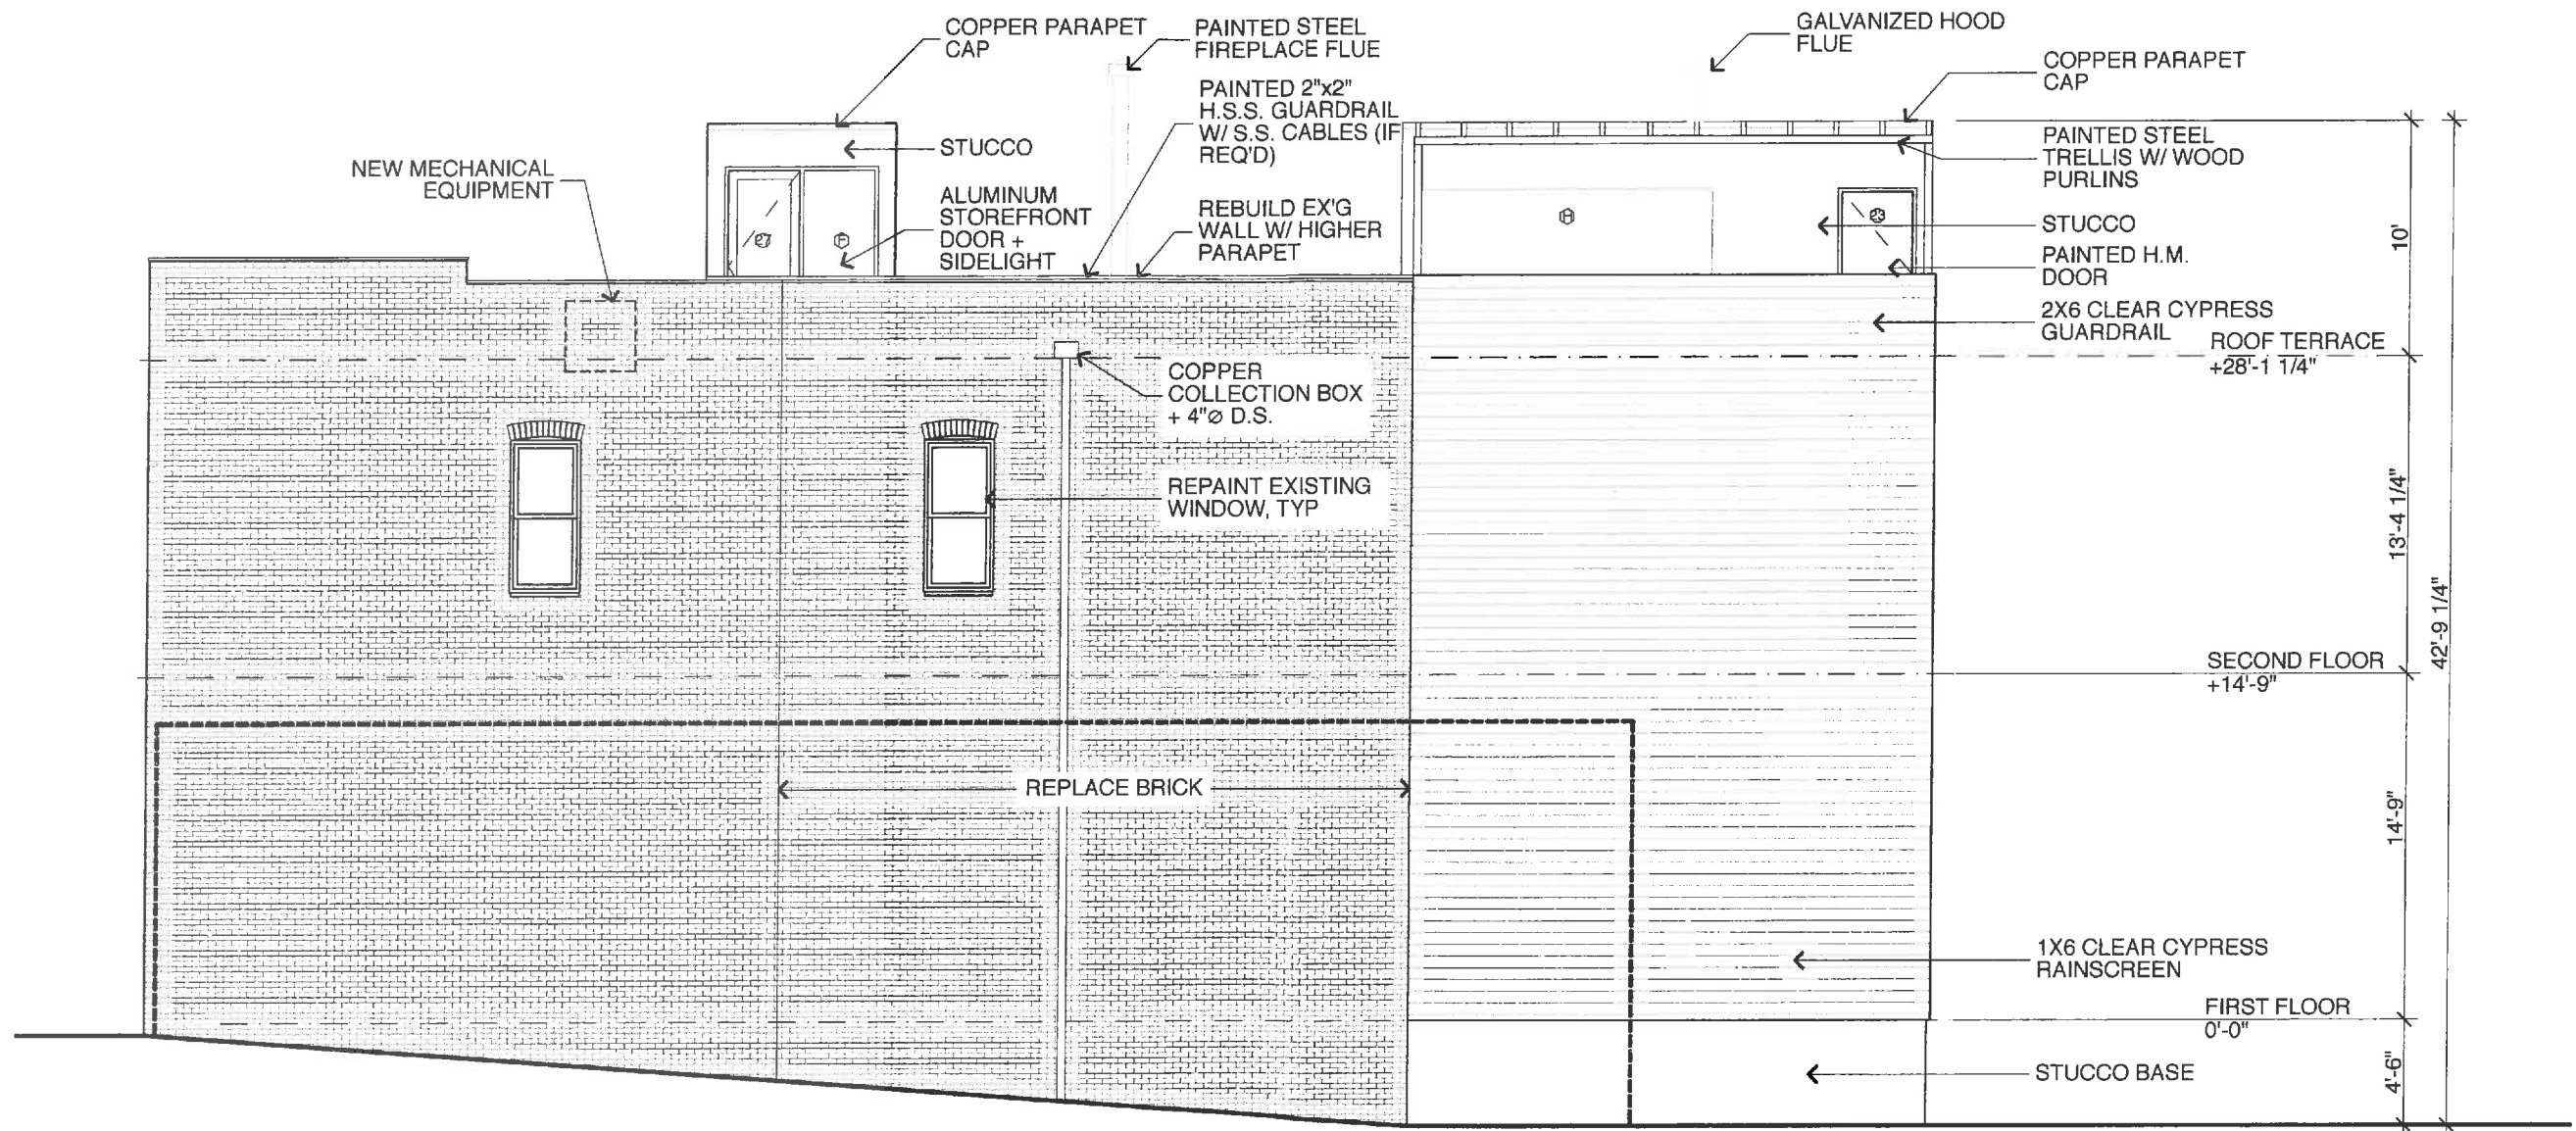 COPPER PARAPET
CAP
PAINTED STEEL
FIREPLACE FLUE
GALVANIZED HOOD
FLUE
COPPER PARAPET
CAP
PAINTED 2"x2"
H.S.S. GUARDRAIL
W/ S.S. CABLES (IF
REQ'D)
STUCCO
NEW MECHANICAL
EQUIPMENT
ALUMINUM
STOREFRONT
DOOR +
SIDELIGHT
REBUILD EX'G
WALL W/ HIGHER
PARAPET
27
F
H
23
PAINTED STEEL
TRELLIS W/ WOOD
PURLINS
STUCCO
PAINTED H.M.
DOOR
2X6 CLEAR CYPRESS
GUARDRAIL
ROOF TERRACE
+28'-1 1/4"
10'
COPPER
COLLECTION BOX
+ 4"⌀ D.S.
REPAINT EXISTING
WINDOW, TYP
13'-4 1/4"
42'-9 1/4"
SECOND FLOOR
+14'-9"
REPLACE BRICK
14'-9"
1X6 CLEAR CYPRESS
RAINSCREEN
FIRST FLOOR
0'-0"
STUCCO BASE
4'-6"